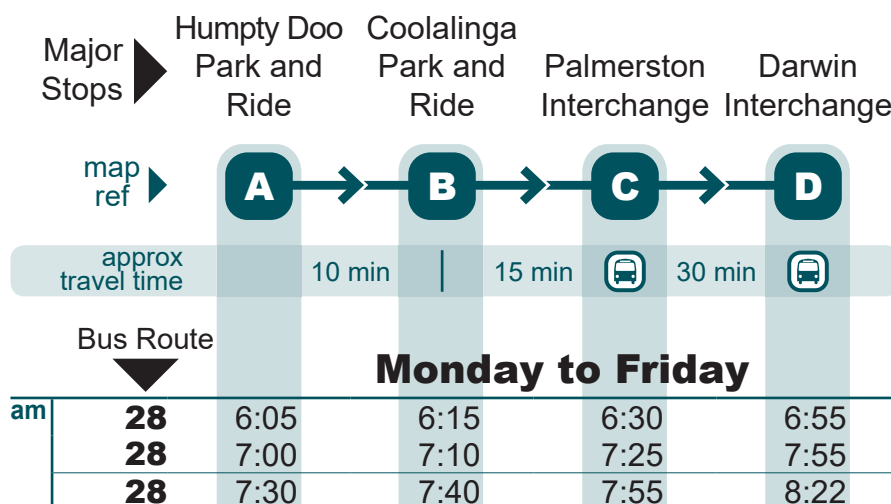 Major
Stops
Humpty Doo
Park and
Ride
Coolalinga
Park and
Ride
Palmerston
Interchange
Darwin
Interchange
map
ref
A
B
C
D
approx
travel time
10 min
15 min
30 min
Bus Route
Monday to Friday
am
28 6:05 6:15 6:30 6:55
28 7:00 7:10 7:25 7:55
28 7:30 7:40 7:55 8:22